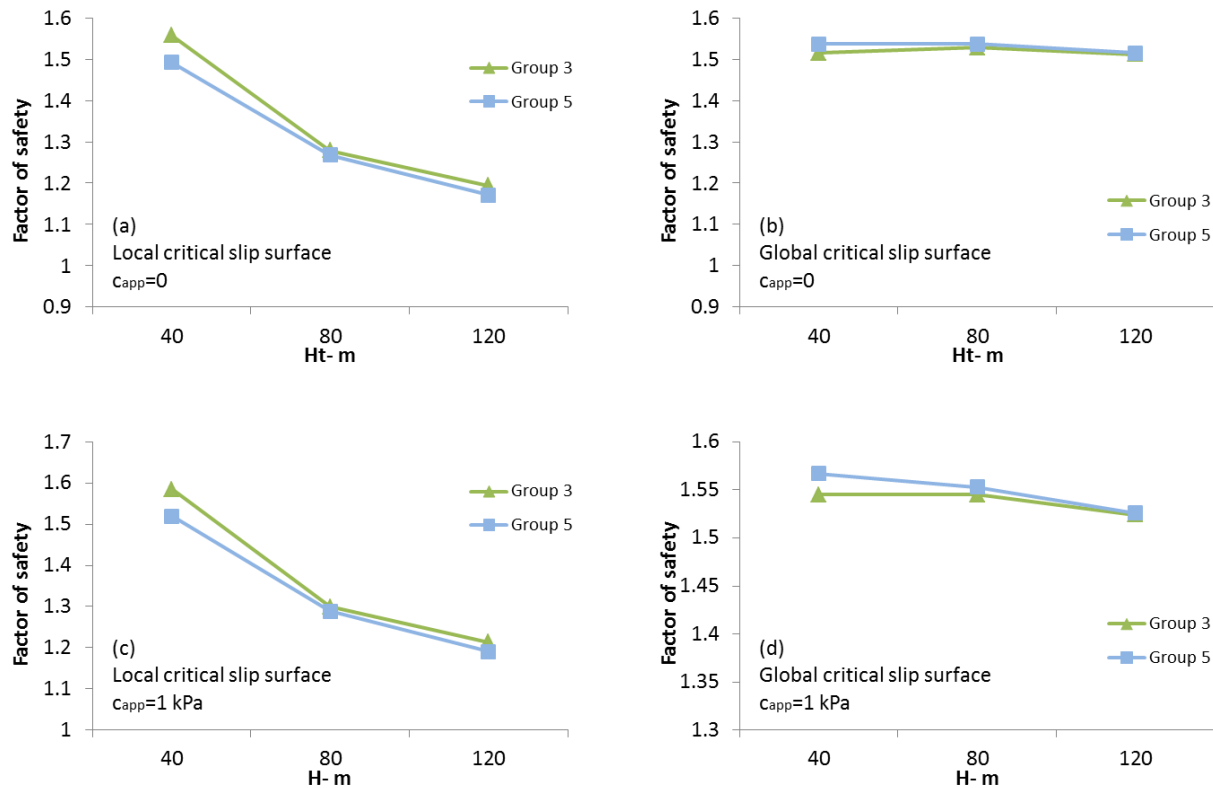 1.6
1.5
1.4
1.3
1.2
1.1
1
0.9
Factor of safety
Group 3
Group 5
(a)
Local critical slip surface
capp=0
40 80 120
Ht- m
1.6
1.5
1.4
1.3
1.2
1.1
1
0.9
Factor of safety
Group 3
Group 5
(b)
Global critical slip surface
capp=0
40 80 120
Ht- m
1.7
1.6
1.5
1.4
1.3
1.2
1.1
1
Factor of safety
Group 3
Group 5
(c)
Local critical slip surface
capp=1 kPa
40 80 120
H- m
1.6
1.55
1.5
1.45
1.4
1.35
1.3
Factor of safety
Group 3
Group 5
(d)
Global critical slip surface
capp=1 kPa
40 80 120
H- m